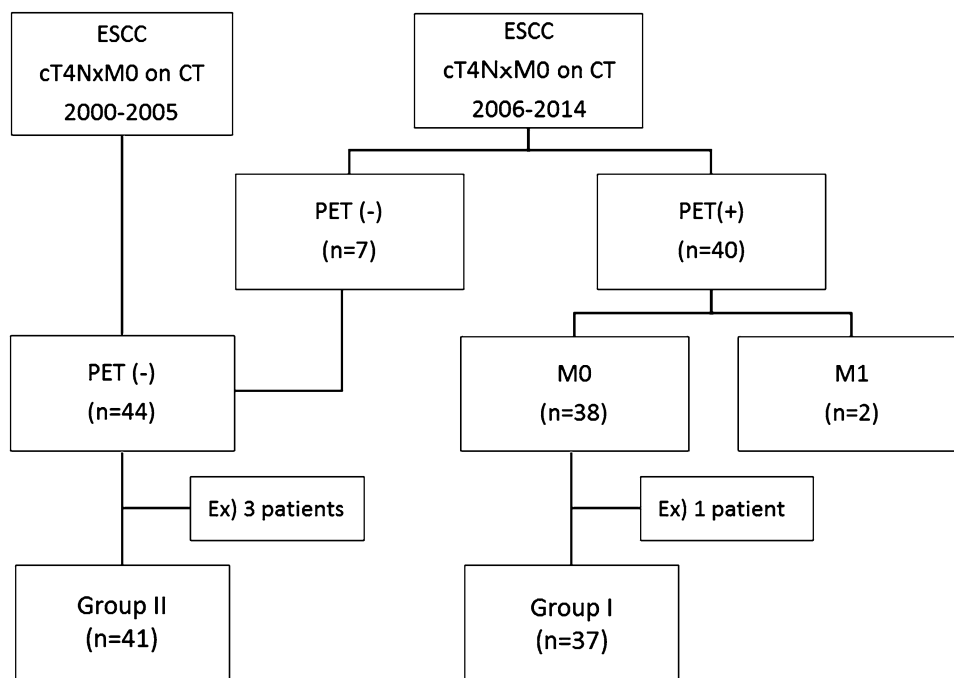 ESCC
cT4NxM0 on CT
2000-2005
ESCC
cT4NxM0 on CT
2006-2014
PET (-)
(n=7)
PET(+)
(n=40)
PET (-)
(n=44)
M0
(n=38)
M1
(n=2)
Ex) 3 patients
Ex) 1 patient
Group II
(n=41)
Group I
(n=37)